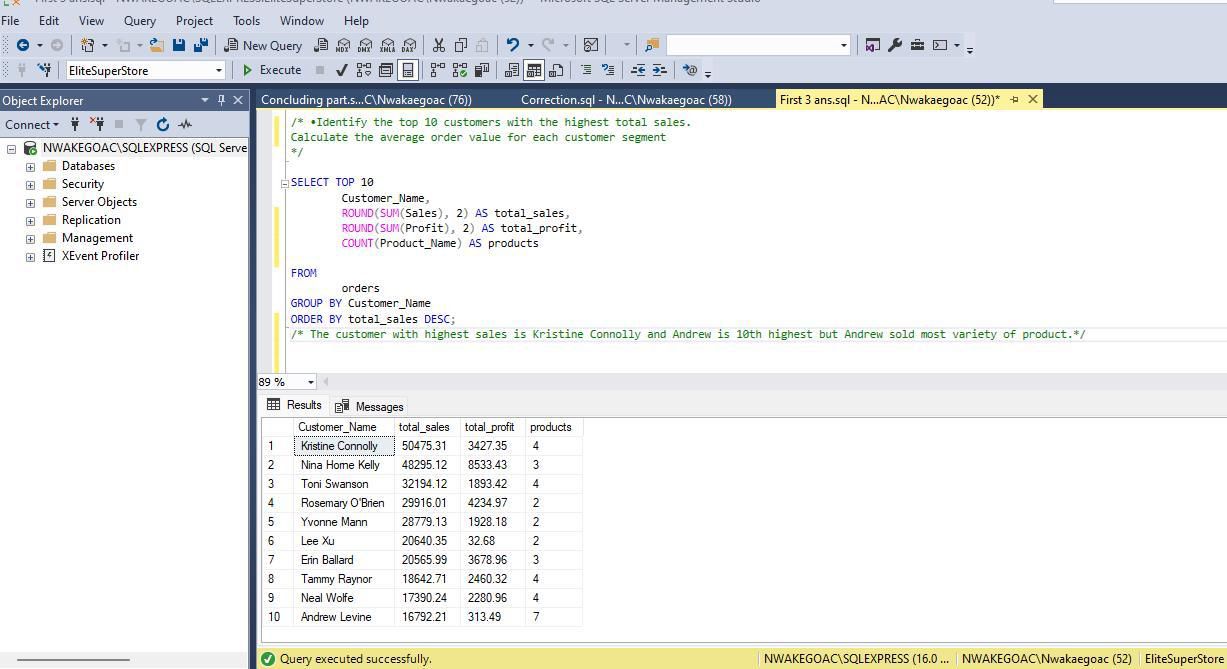 First 3 ans.sql - NWAKEGOAC\SQLEXPRESS.EliteSuperStore (NWAKEGOAC\Nwakaegoac (52))* - Microsoft SQL Server Management Studio
File Edit View Query Project Tools Window Help
New Query MDX DMX XMLA DAX
EliteSuperStore Execute
Object Explorer
Connect
NWAKEGOAC\SQLEXPRESS (SQL Serve
Databases
Security
Server Objects
Replication
Management
XEvent Profiler
Concluding part.s...C\Nwakaegoac (76)) Correction.sql - N...C\Nwakaegoac (58)) First 3 ans.sql - N...AC\Nwakaegoac (52))*
/* •Identify the top 10 customers with the highest total sales.
Calculate the average order value for each customer segment
*/
SELECT TOP 10
Customer_Name,
ROUND(SUM(Sales), 2) AS total_sales,
ROUND(SUM(Profit), 2) AS total_profit,
COUNT(Product_Name) AS products
FROM
orders
GROUP BY Customer_Name
ORDER BY total_sales DESC;
/* The customer with highest sales is Kristine Connolly and Andrew is 10th highest but Andrew sold most variety of product.*/
89 %
Results Messages
Customer_Name total_sales total_profit products
1 Kristine Connolly 50475.31 3427.35 4
2 Nina Horne Kelly 48295.12 8533.43 3
3 Toni Swanson 32194.12 1893.42 4
4 Rosemary O'Brien 29916.01 4234.97 2
5 Yvonne Mann 28779.13 1928.18 2
6 Lee Xu 20640.35 32.68 2
7 Erin Ballard 20565.99 3678.96 3
8 Tammy Raynor 18642.71 2460.32 4
9 Neal Wolfe 17390.24 2280.96 4
10 Andrew Levine 16792.21 313.49 7
Query executed successfully. NWAKEGOAC\SQLEXPRESS (16.0 ... NWAKEGOAC\Nwakaegoac (52) EliteSuperStore